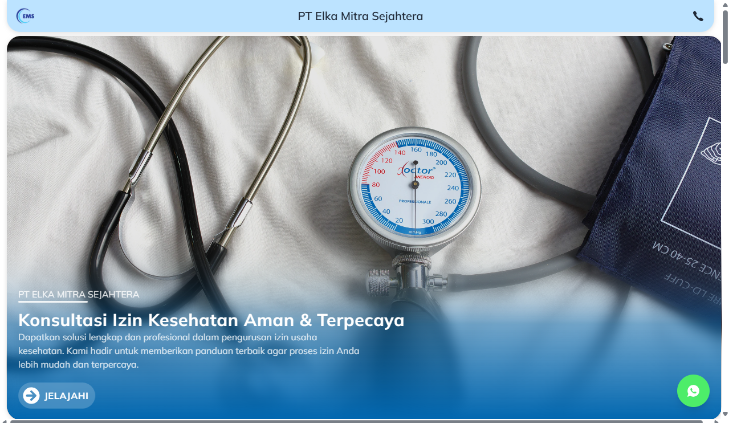 EMS
PT Elka Mitra Sejahtera
160
140
180
120
200
100
220
80
240
60
260
40
280
20
300
Doctor
PROFESSIONALE
NCE 25-40 CM
LD-CUFF
PT ELKA MITRA SEJAHTERA
Konsultasi Izin Kesehatan Aman & Terpecaya
Dapatkan solusi lengkap dan profesional dalam pengurusan izin usaha
kesehatan. Kami hadir untuk memberikan panduan terbaik agar proses izin Anda
lebih mudah dan terpercaya.
JELAJAHI